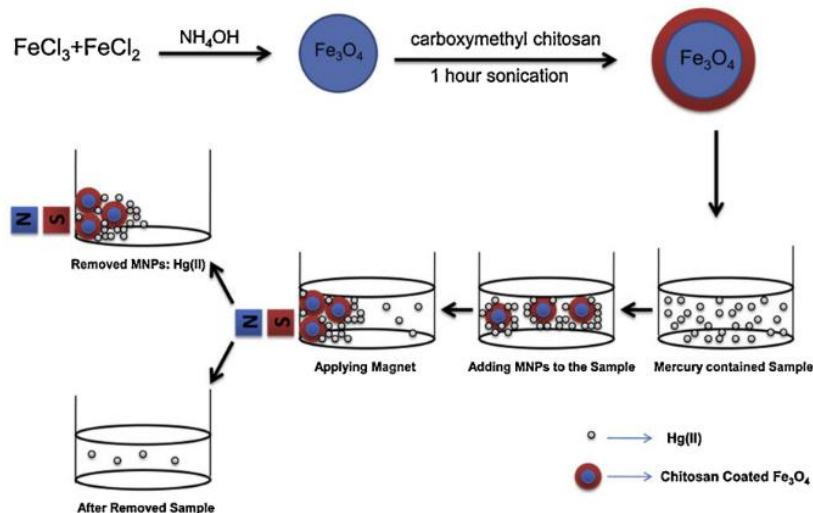 FeCl₃+FeCl₂
NH₄OH
Fe₃O₄
carboxymethyl chitosan
1 hour sonication
Fe₃O₄
N S
Removed MNPs: Hg(II)
N S
Applying Magnet
Adding MNPs to the Sample
Mercury contained Sample
Hg(II)
Chitosan Coated Fe₃O₄
After Removed Sample